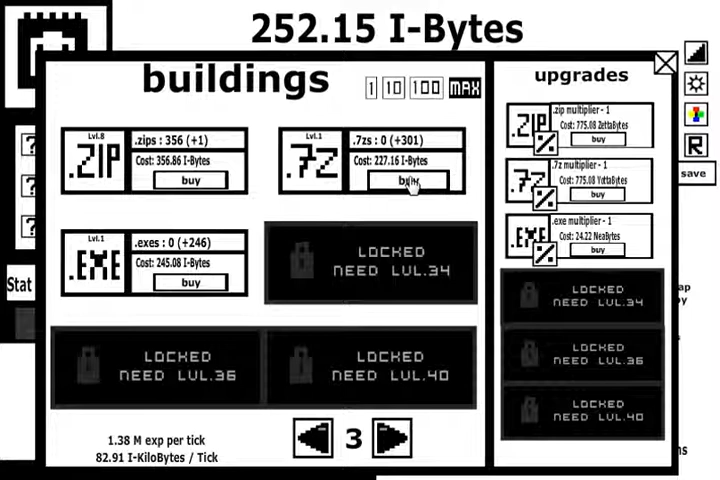 252.15 I-Bytes
buildings
1 10 100 MAX
Lvl.8
.ZIP
.zips : 356 (+1)
Cost: 356.86 I-Bytes
buy
Lvl.1
.7Z
.7zs : 0 (+301)
Cost: 227.16 I-Bytes
buy
Lvl.1
.EXE
.exes : 0 (+246)
Cost: 245.08 I-Bytes
buy
LOCKED
NEED LVL.34
LOCKED
NEED LVL.36
LOCKED
NEED LVL.40
1.38 M exp per tick
82.91 I-KiloBytes / Tick
3
upgrades
.ZIP
%
.zip multiplier - 1
Cost: 775.08 ZettaBytes
buy
.7Z
%
.7z multiplier - 1
Cost: 775.08 YottaBytes
buy
.EXE
%
.exe multiplier - 1
Cost: 24.22 NeaBytes
buy
LOCKED
NEED LVL.34
LOCKED
NEED LVL.36
LOCKED
NEED LVL.40
?
?
?
Stat
R
save